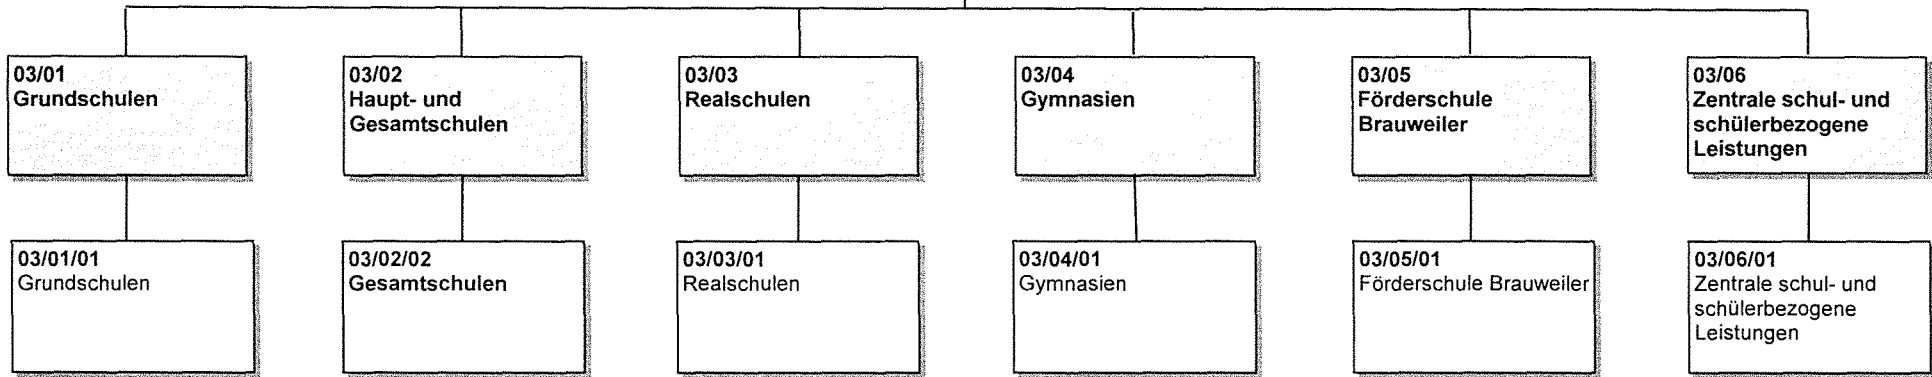 03/01
Grundschulen
03/02
Haupt- und
Gesamtschulen
03/03
Realschulen
03/04
Gymnasien
03/05
Förderschule
Brauweiler
03/06
Zentrale schul- und
schülerbezogene
Leistungen
03/01/01
Grundschulen
03/02/02
Gesamtschulen
03/03/01
Realschulen
03/04/01
Gymnasien
03/05/01
Förderschule Brauweiler
03/06/01
Zentrale schul- und
schülerbezogene
Leistungen